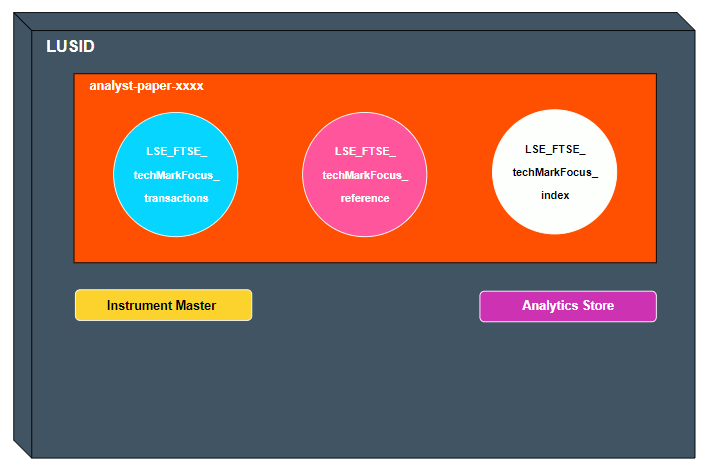 LUSID
analyst-paper-xxxx
LSE_FTSE_
techMarkFocus_
transactions
LSE_FTSE_
techMarkFocus_
reference
LSE_FTSE_
techMarkFocus_
index
Instrument Master
Analytics Store